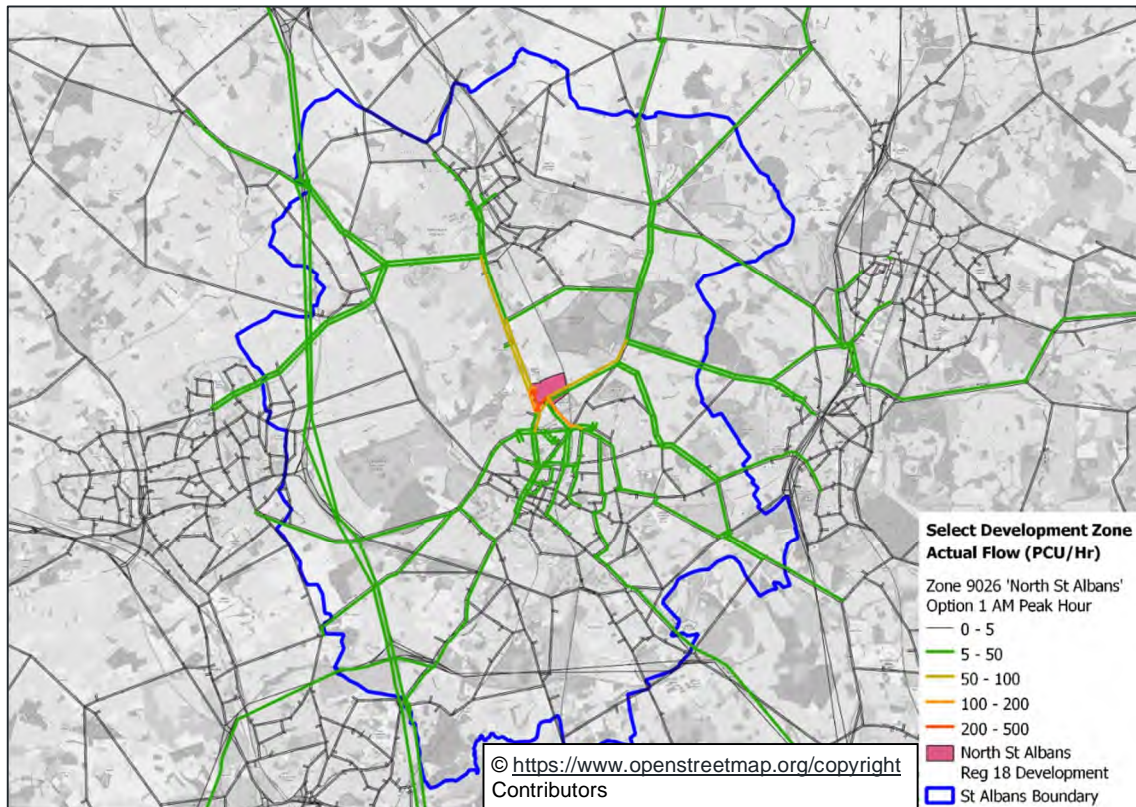 Select Development Zone
Actual Flow (PCU/Hr)
Zone 9026 'North St Albans'
Option 1 AM Peak Hour
0 - 5
5 - 50
50 - 100
100 - 200
200 - 500
North St Albans
Reg 18 Development
St Albans Boundary
© https://www.openstreetmap.org/copyright
Contributors